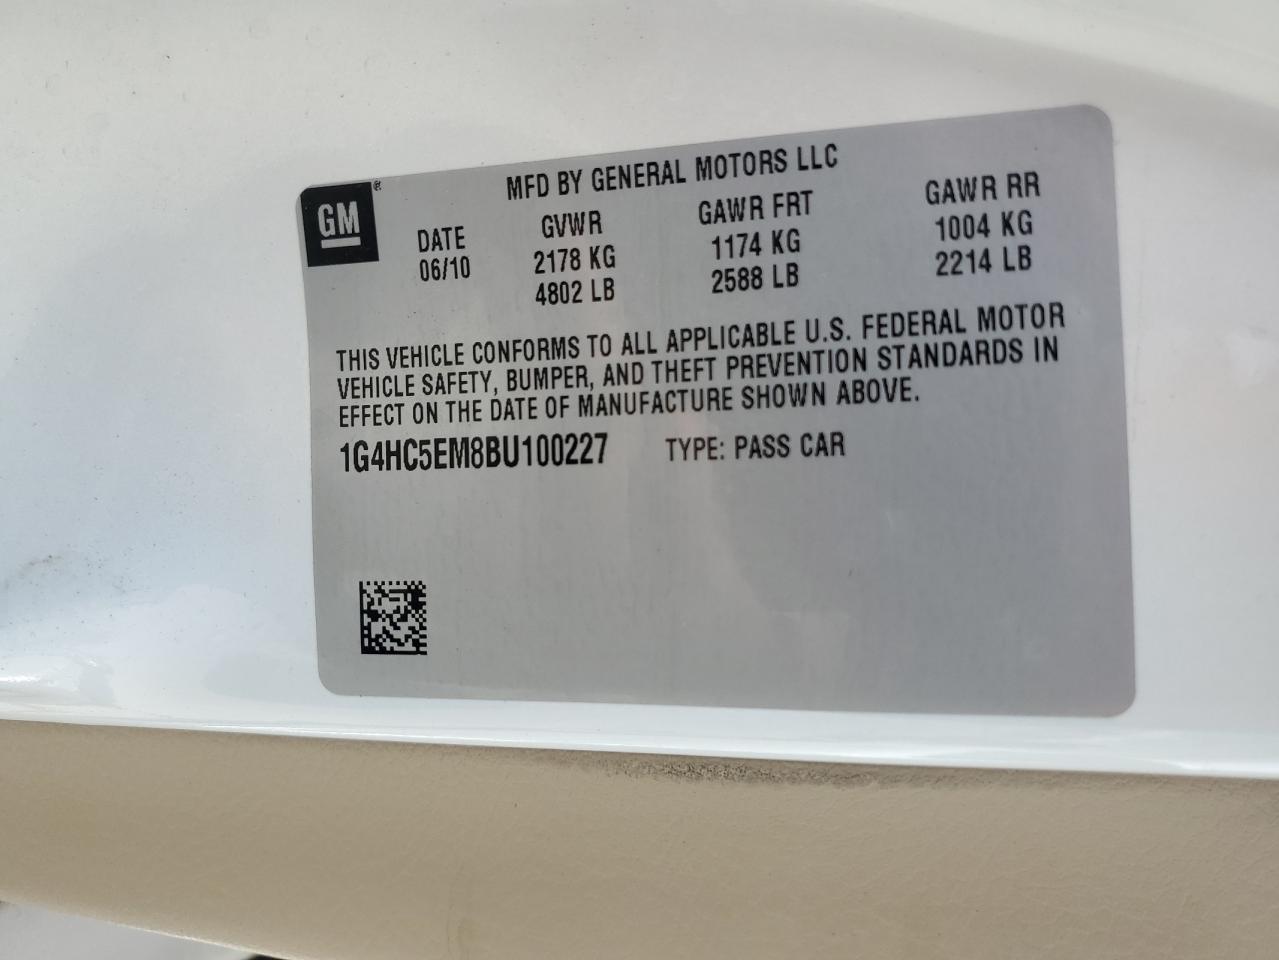 GM®
MFD BY GENERAL MOTORS LLC
DATE GVWR GAWR FRT GAWR RR
06/10 2178 KG 1174 KG 1004 KG
4802 LB 2588 LB 2214 LB
THIS VEHICLE CONFORMS TO ALL APPLICABLE U.S. FEDERAL MOTOR
VEHICLE SAFETY, BUMPER, AND THEFT PREVENTION STANDARDS IN
EFFECT ON THE DATE OF MANUFACTURE SHOWN ABOVE.
1G4HC5EM8BU100227 TYPE: PASS CAR